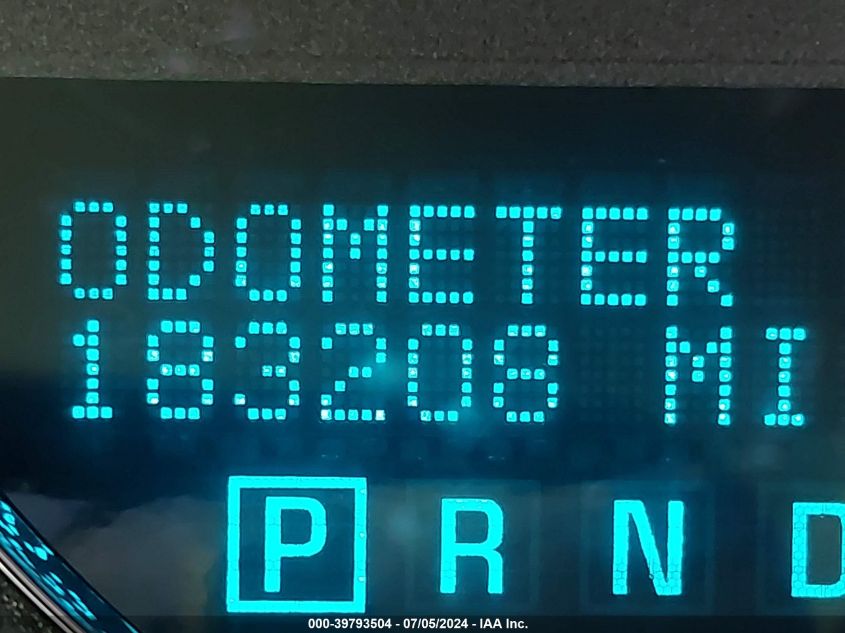 ODOMETER
183208 MI
P R N D
000-39793504 - 07/05/2024 - IAA Inc.